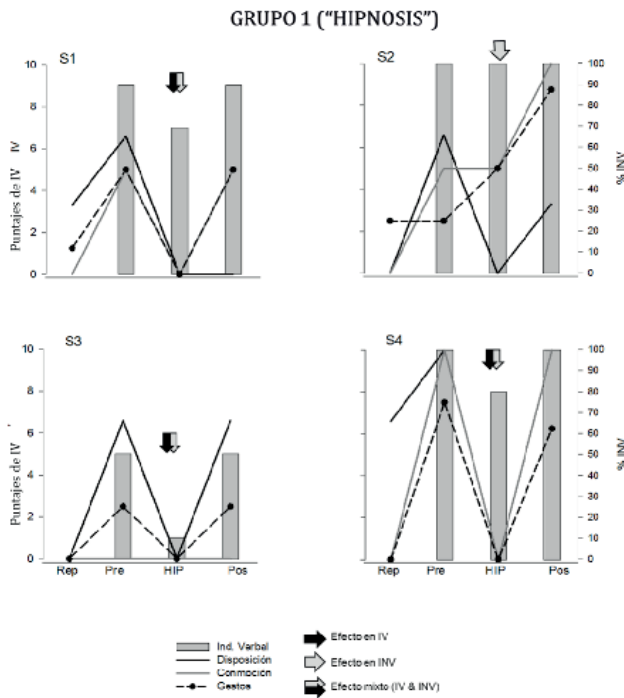 GRUPO 1 ("HIPNOSIS")
S1
10
8
6
4
2
0
Puntajes de IV IV
S2
100
90
80
70
60
50
40
30
20
10
0
% INV
S3
10
8
6
4
2
0
Puntajes de IV
Rep Pre HIP Pos
S4
100
90
80
70
60
50
40
30
20
10
0
% INV
Rep Pre HIP Pos
Ind. Verbal
Disposición
Conmoción
Gestos
Efecto en IV
Efecto en INV
Efecto mixto (IV & INV)